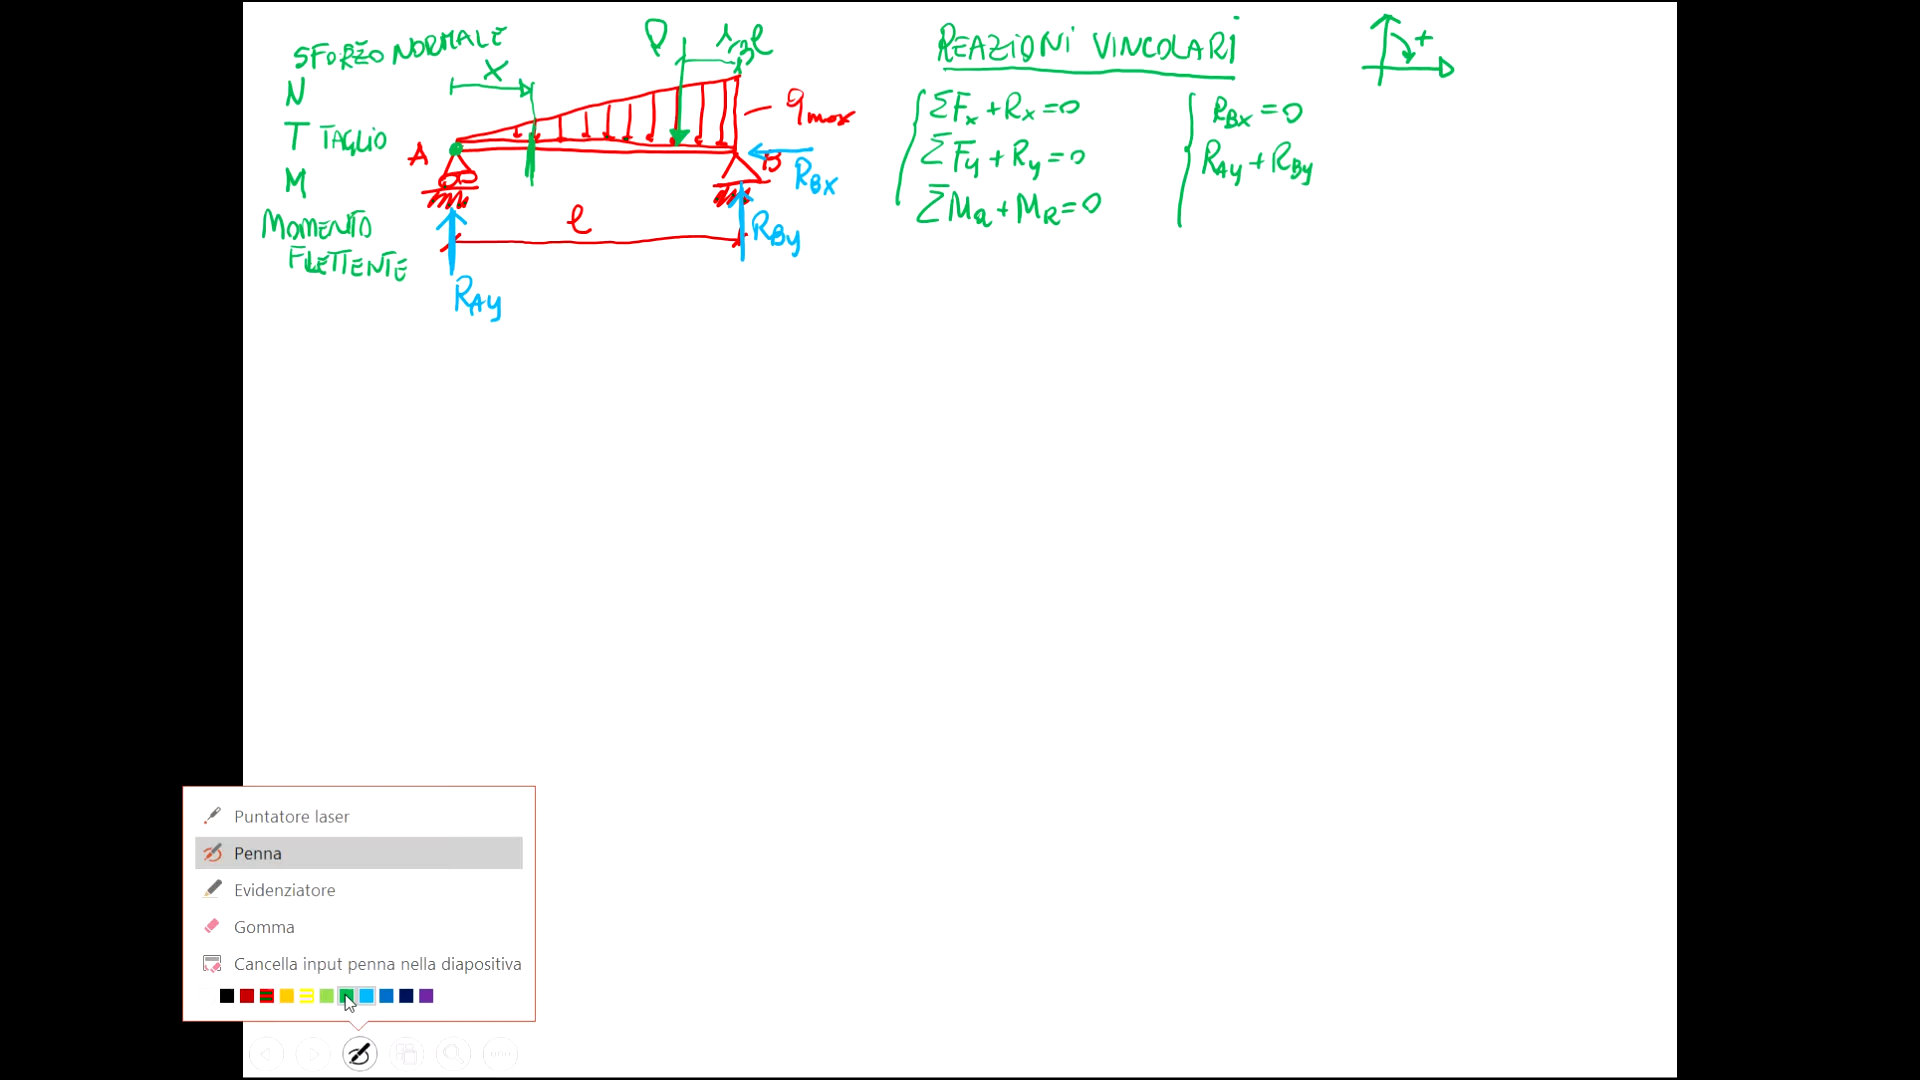 SFORZO NORMALE
N
T TAGLIO
M
MOMENTO
FLETTENTE
X
Q
1/3 l
qmax
A
B
RBX
RBy
l
RAy
REAZIONI VINCOLARI
+
ΣFx + Rx = 0
ΣFy + Ry = 0
ΣMa + MR = 0
RBX = 0
RAy + RBy
Puntatore laser
Penna
Evidenziatore
Gomma
Cancella input penna nella diapositiva